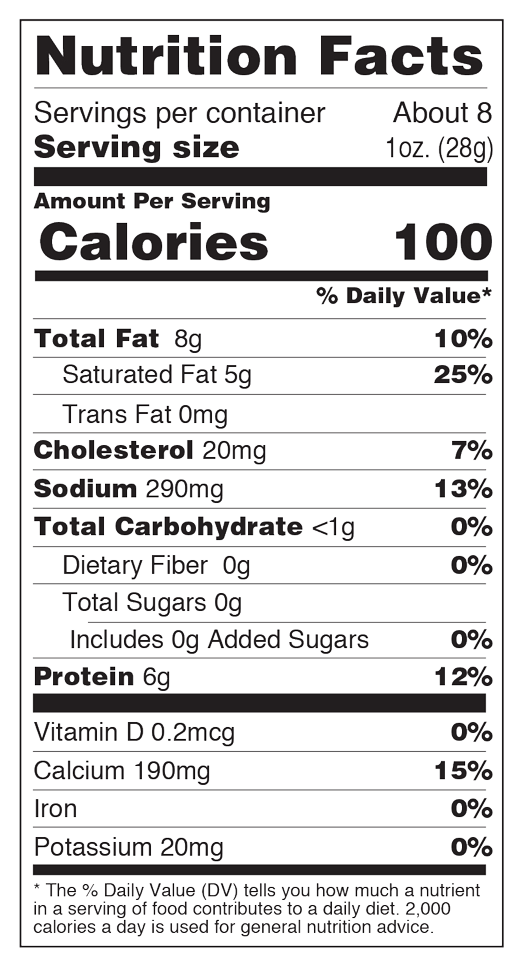 Nutrition Facts
Servings per container About 8
Serving size 1oz. (28g)
Amount Per Serving
Calories 100
% Daily Value*
Total Fat 8g 10%
Saturated Fat 5g 25%
Trans Fat 0mg
Cholesterol 20mg 7%
Sodium 290mg 13%
Total Carbohydrate <1g 0%
Dietary Fiber 0g 0%
Total Sugars 0g
Includes 0g Added Sugars 0%
Protein 6g 12%
Vitamin D 0.2mcg 0%
Calcium 190mg 15%
Iron 0%
Potassium 20mg 0%
* The % Daily Value (DV) tells you how much a nutrient
in a serving of food contributes to a daily diet. 2,000
calories a day is used for general nutrition advice.